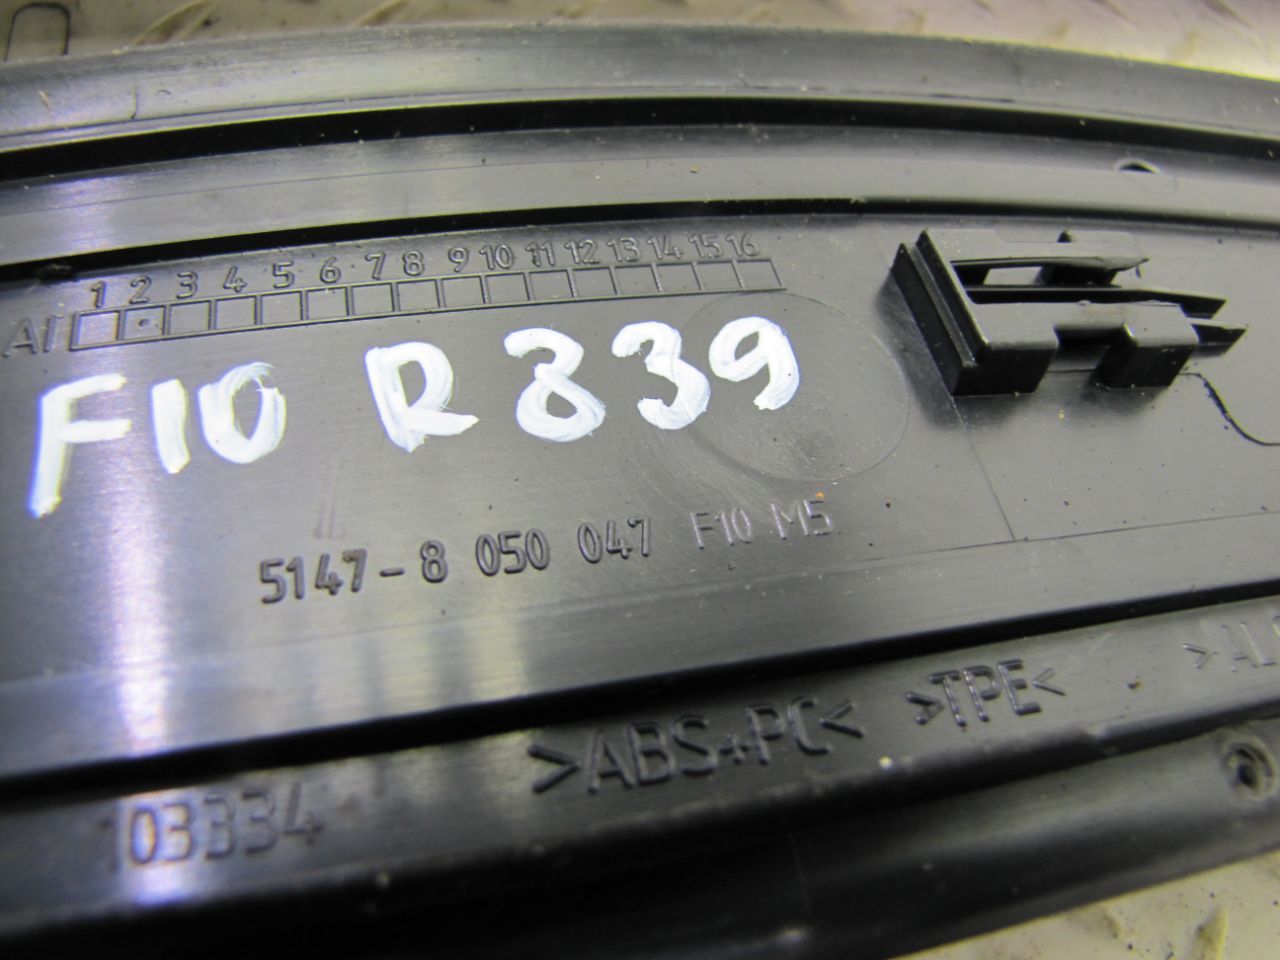 1 2 3 4 5 6 7 8 9 10 11 12 13 14 15 16
AI
F10 R 839
5147-8 050 047 F10 M5
>ABS+PC< >TPE<
03334